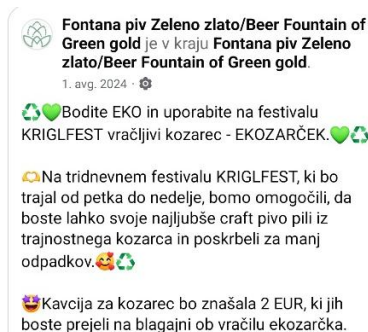 Fontana piv Zeleno zlato/Beer Fountain of
Green gold je v kraju Fontana piv Zeleno
zlato/Beer Fountain of Green gold.
1. avg. 2024 ·
♻️💚Bodite EKO in uporabite na festivalu
KRIGLFEST vračljivi kozarec - EKOZARČEK.💚♻️
🫶Na tridnevnem festivalu KRIGLFEST, ki bo
trajal od petka do nedelje, bomo omogočili, da
boste lahko svoje najljubše craft pivo pili iz
trajnostnega kozarca in poskrbeli za manj
odpadkov.🥰♻️
🤩Kavcija za kozarec bo znašala 2 EUR, ki jih
boste prejeli na blagajni ob vračilu ekozarčka.